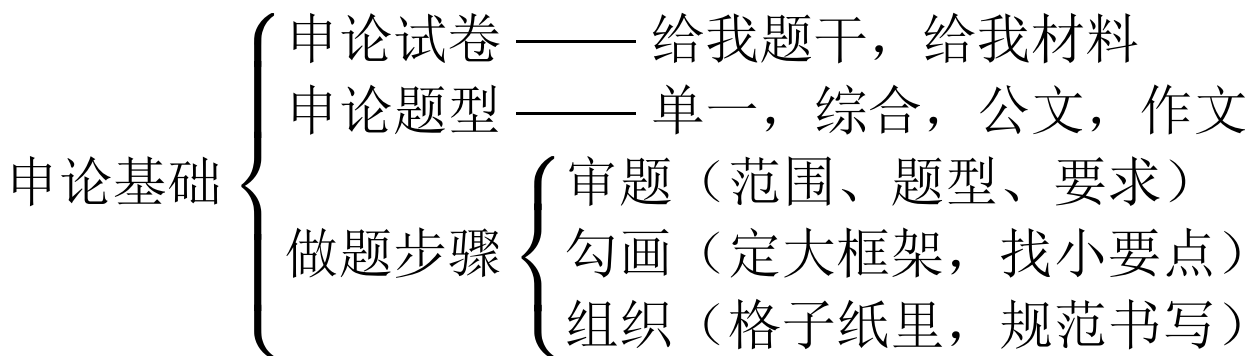 申论试卷 —— 给我题干，给我材料
申论题型 —— 单一，综合，公文，作文
申论基础
审题（范围、题型、要求）
做题步骤
勾画（定大框架，找小要点）
组织（格子纸里，规范书写）